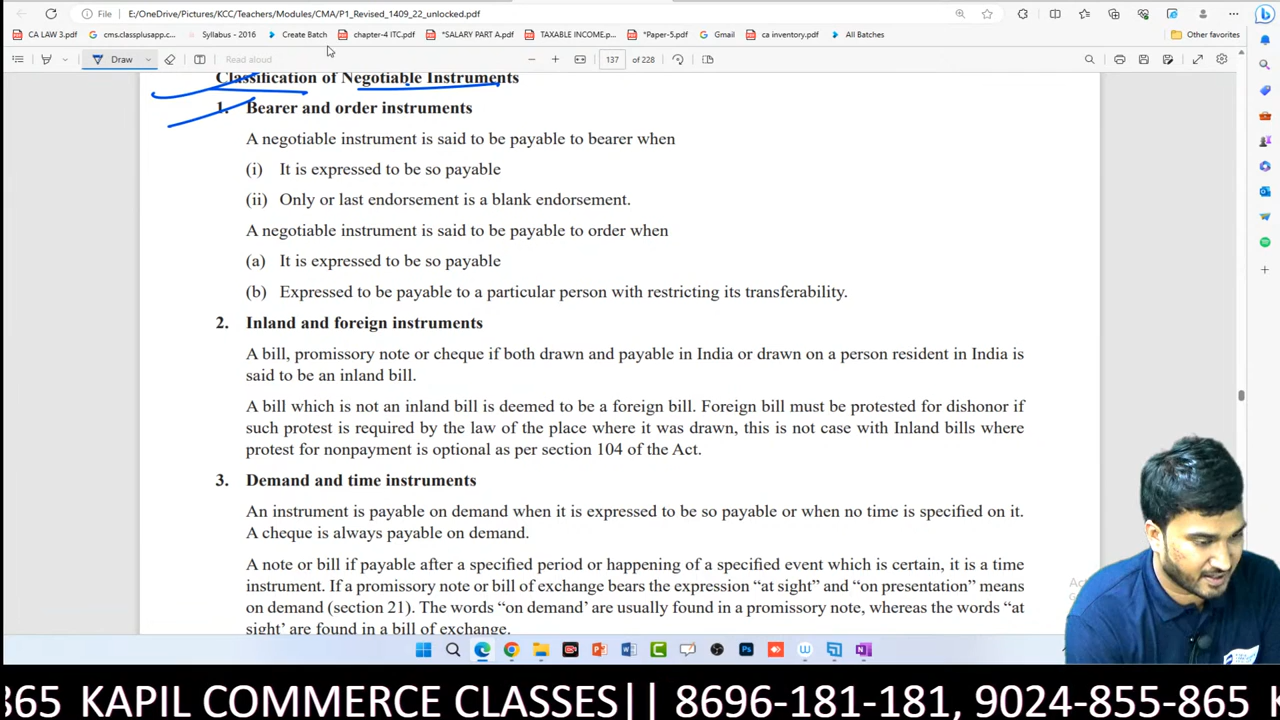 File E:/OneDrive/Pictures/KCC/Teachers/Modules/CMA/P1_Revised_1409_22_unlocked.pdf
CA LAW 3.pdf cms.classplusapp.c... Syllabus - 2016 Create Batch chapter-4 ITC.pdf *SALARY PART A.pdf TAXABLE INCOME.p... *Paper-5.pdf Gmail ca inventory.pdf All Batches Other favorites
Draw Read aloud 137 of 228
Classification of Negotiable Instruments
1. Bearer and order instruments
A negotiable instrument is said to be payable to bearer when
(i) It is expressed to be so payable
(ii) Only or last endorsement is a blank endorsement.
A negotiable instrument is said to be payable to order when
(a) It is expressed to be so payable
(b) Expressed to be payable to a particular person with restricting its transferability.
2. Inland and foreign instruments
A bill, promissory note or cheque if both drawn and payable in India or drawn on a person resident in India is
said to be an inland bill.
A bill which is not an inland bill is deemed to be a foreign bill. Foreign bill must be protested for dishonor if
such protest is required by the law of the place where it was drawn, this is not case with Inland bills where
protest for nonpayment is optional as per section 104 of the Act.
3. Demand and time instruments
An instrument is payable on demand when it is expressed to be so payable or when no time is specified on it.
A cheque is always payable on demand.
A note or bill if payable after a specified period or happening of a specified event which is certain, it is a time
instrument. If a promissory note or bill of exchange bears the expression “at sight” and “on presentation” means
on demand (section 21). The words “on demand’ are usually found in a promissory note, whereas the words “at
sight’ are found in a bill of exchange.
365 KAPIL COMMERCE CLASSES|| 8696-181-181, 9024-855-865 K